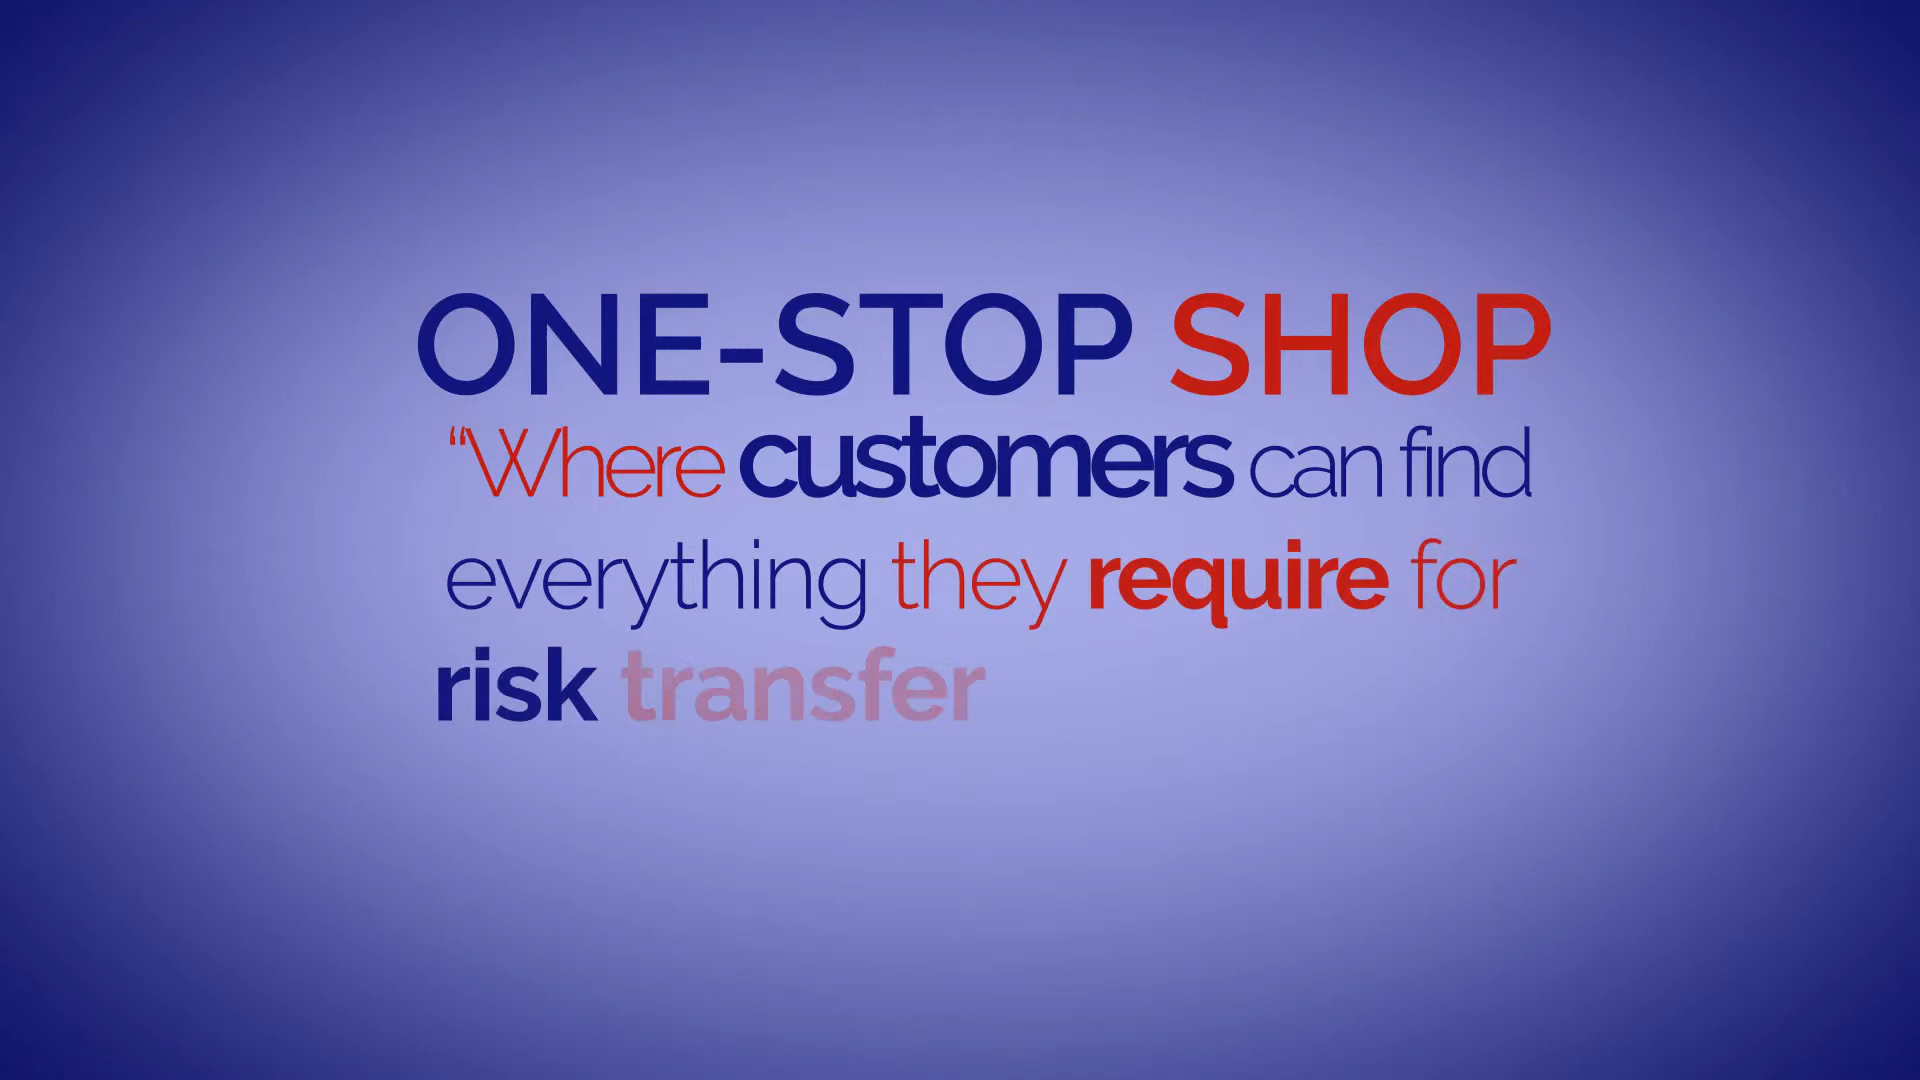 ONE-STOP SHOP
“Where customers can find
everything they require for
risk transfer